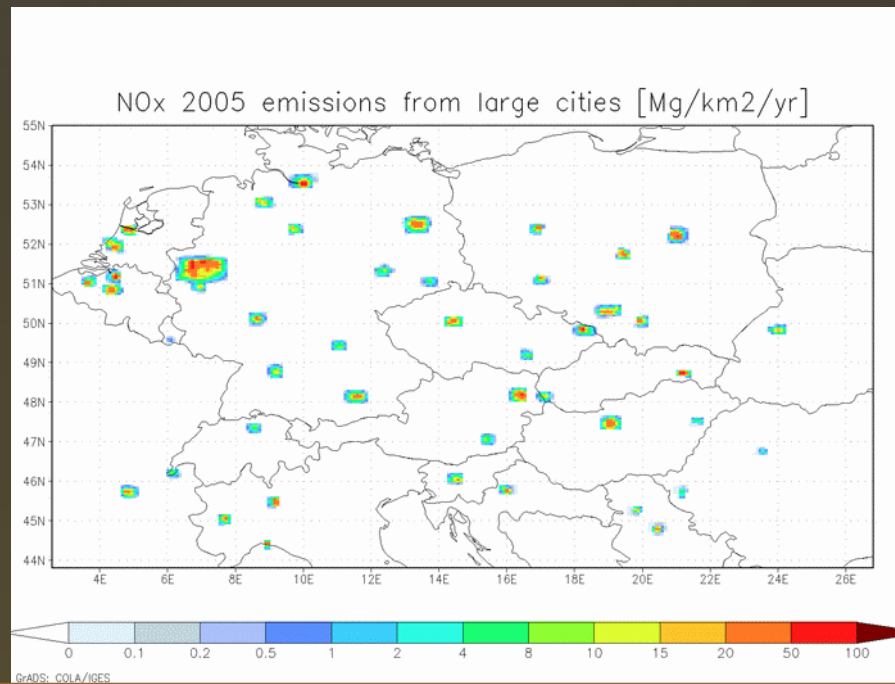 NOx 2005 emissions from large cities [Mg/km2/yr]
55N
54N
53N
52N
51N
50N
49N
48N
47N
46N
45N
44N
4E 6E 8E 10E 12E 14E 16E 18E 20E 22E 24E 26E
0 0.1 0.2 0.5 1 2 4 8 10 15 20 50 100
GrADS: COLA/IGES